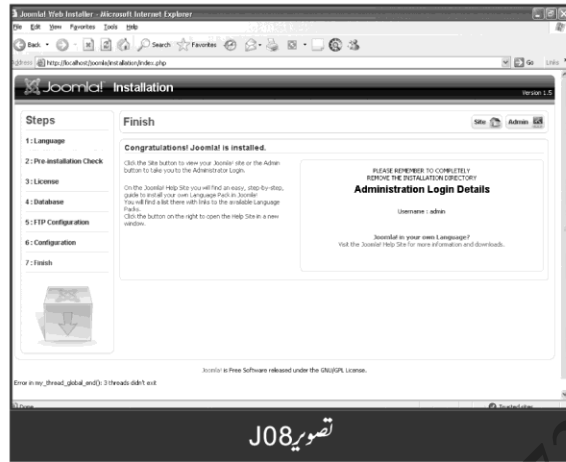 Joomla! Web Installer - Microsoft Internet Explorer
File Edit View Favorites Tools Help
Back Search Favorites
Address http://localhost/joomla/installation/index.php Go Links
Joomla! Installation
Version 1.5
Steps
1 : Language
2 : Pre-installation Check
3 : License
4 : Database
5 : FTP Configuration
6 : Configuration
7 : Finish
Finish
Site Admin
Congratulations! Joomla! is installed.
Click the Site button to view your Joomla! site or the Admin
button to take you to the Administrator Login.
On the Joomla! Help Site you will find an easy, step-by-step,
guide to install your own Language Pack in Joomla!
You will find a list there with links to the available Language
Packs.
Click the button on the right to open the Help Site in a new
window.
PLEASE REMEMBER TO COMPLETELY
REMOVE THE INSTALLATION DIRECTORY
Administration Login Details
Username : admin
Joomla! in your own Language?
Visit the Joomla! Help Site for more information and downloads.
Joomla! is Free Software released under the GNU/GPL License.
Error in my_thread_global_end(): 3 threads didn't exit
Done Trusted sites
تصویر J08